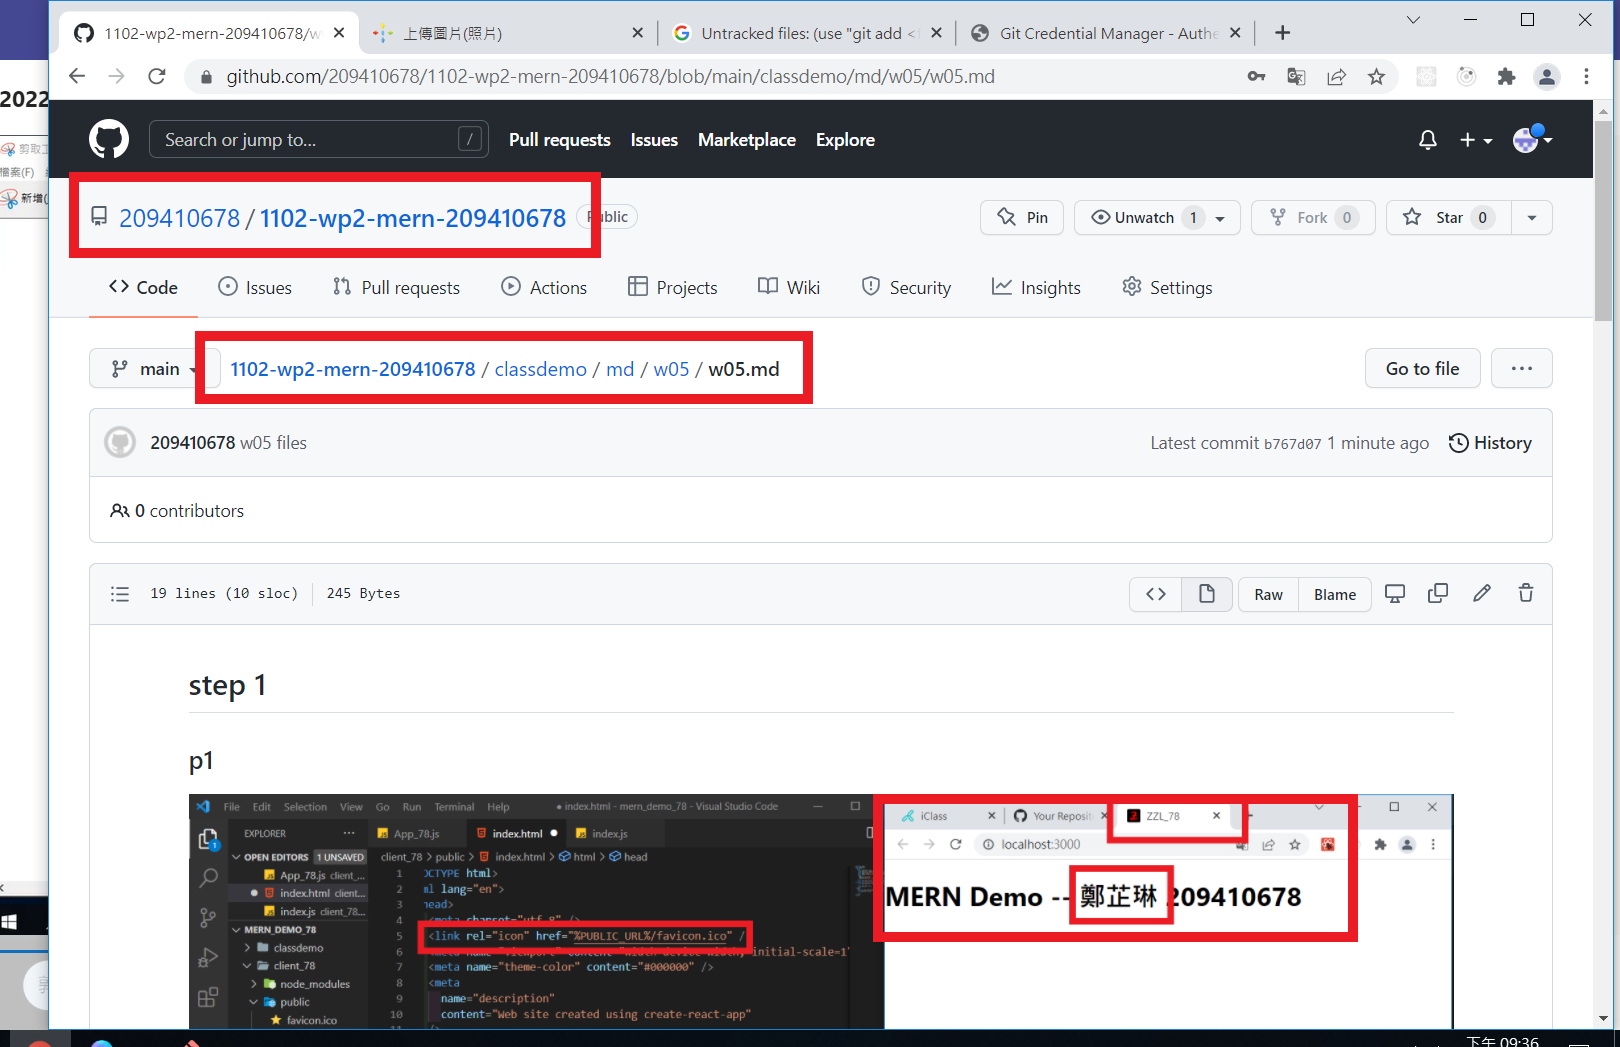 1102-wp2-mern-209410678/w
上傳圖片(照片)
Untracked files: (use "git add <
Git Credential Manager - Authe
github.com/209410678/1102-wp2-mern-209410678/blob/main/classdemo/md/w05/w05.md
2022
剪取工
檔案(F)
新增(
Search or jump to...
/
Pull requests
Issues
Marketplace
Explore
209410678 / 1102-wp2-mern-209410678
Public
Pin
Unwatch 1
Fork 0
Star 0
Code
Issues
Pull requests
Actions
Projects
Wiki
Security
Insights
Settings
main
1102-wp2-mern-209410678 / classdemo / md / w05 / w05.md
Go to file
...
209410678 w05 files
Latest commit b767d07 1 minute ago
History
0 contributors
19 lines (10 sloc)
245 Bytes
Raw
Blame
step 1
p1
File Edit Selection View Go Run Terminal Help
● index.html - mern_demo_78 - Visual Studio Code
EXPLORER
...
App_78.js
index.html ●
index.js
OPEN EDITORS 1 UNSAVED
client_78 > public > index.html > html > head
App_78.js client_...
index.html client...
index.js client_78...
MERN_DEMO_78
classdemo
client_78
node_modules
public
favicon.ico
1 OCTYPE html>
2 ml lang="en">
3 head>
4 <meta charset="utf-8" />
5 <link rel="icon" href="%PUBLIC_URL%/favicon.ico" /
6 initial-scale=1
7 <meta name="theme-color" content="#000000" />
8 <meta
9 name="description"
10 content="Web site created using create-react-app"
11 />
iClass
Your Reposit
ZZL_78
localhost:3000
MERN Demo -- 鄭芷琳 209410678
下午 09:36